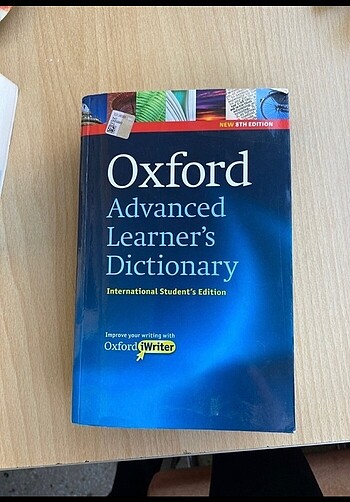 NEW 8TH EDITION
Oxford
Advanced
Learner's
Dictionary
International Student's Edition
Improve your writing with
Oxford iWriter